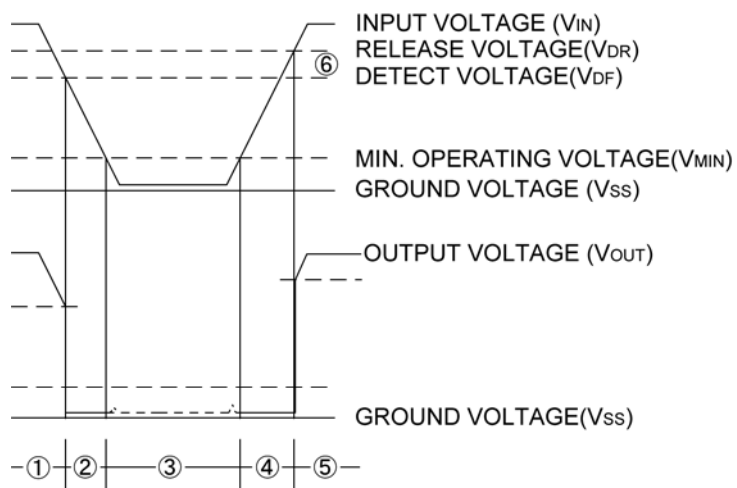 INPUT VOLTAGE (VIN)
RELEASE VOLTAGE(VDR)
⑥ DETECT VOLTAGE(VDF)
MIN. OPERATING VOLTAGE(VMIN)
GROUND VOLTAGE (VSS)
OUTPUT VOLTAGE (VOUT)
GROUND VOLTAGE(VSS)
① ② ③ ④ ⑤